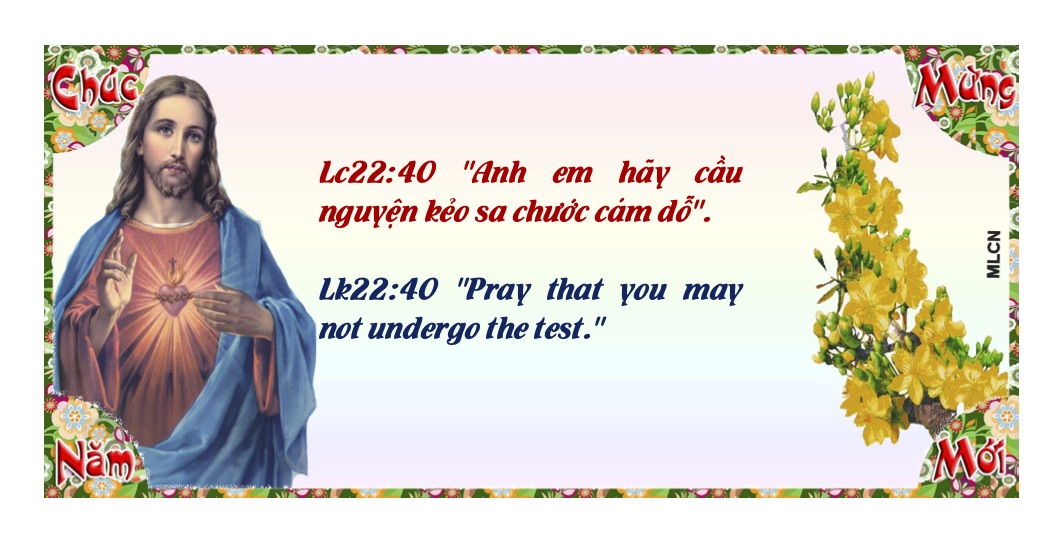 Chúc
Mừng
Lc22:40 "Anh em hãy cầu
nguyện kẻo sa chước cám dỗ".
Lk22:40 "Pray that you may
not undergo the test."
MLCN
Năm
Mới